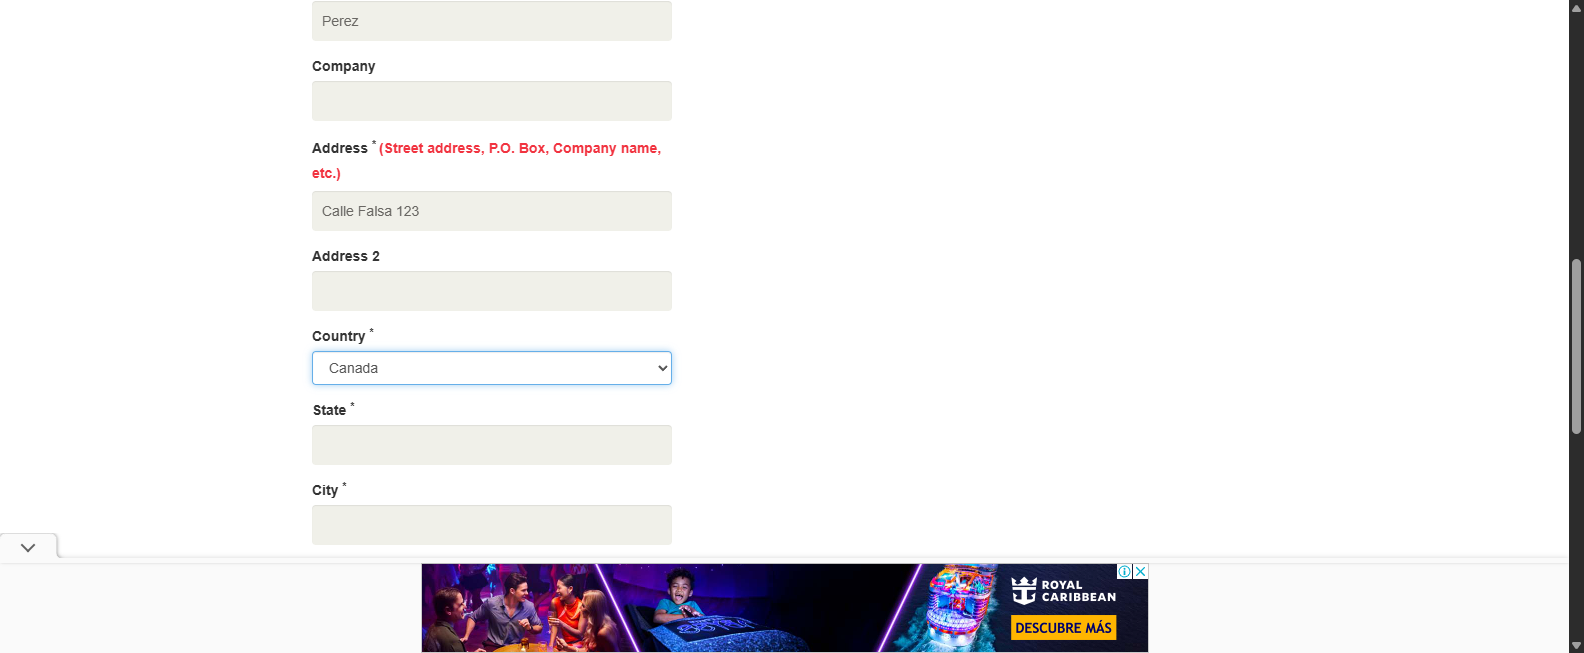 Perez
Company
Address * (Street address, P.O. Box, Company name,
etc.)
Calle Falsa 123
Address 2
Country *
Canada
State *
City *
ROYAL
CARIBBEAN
DESCUBRE MÁS